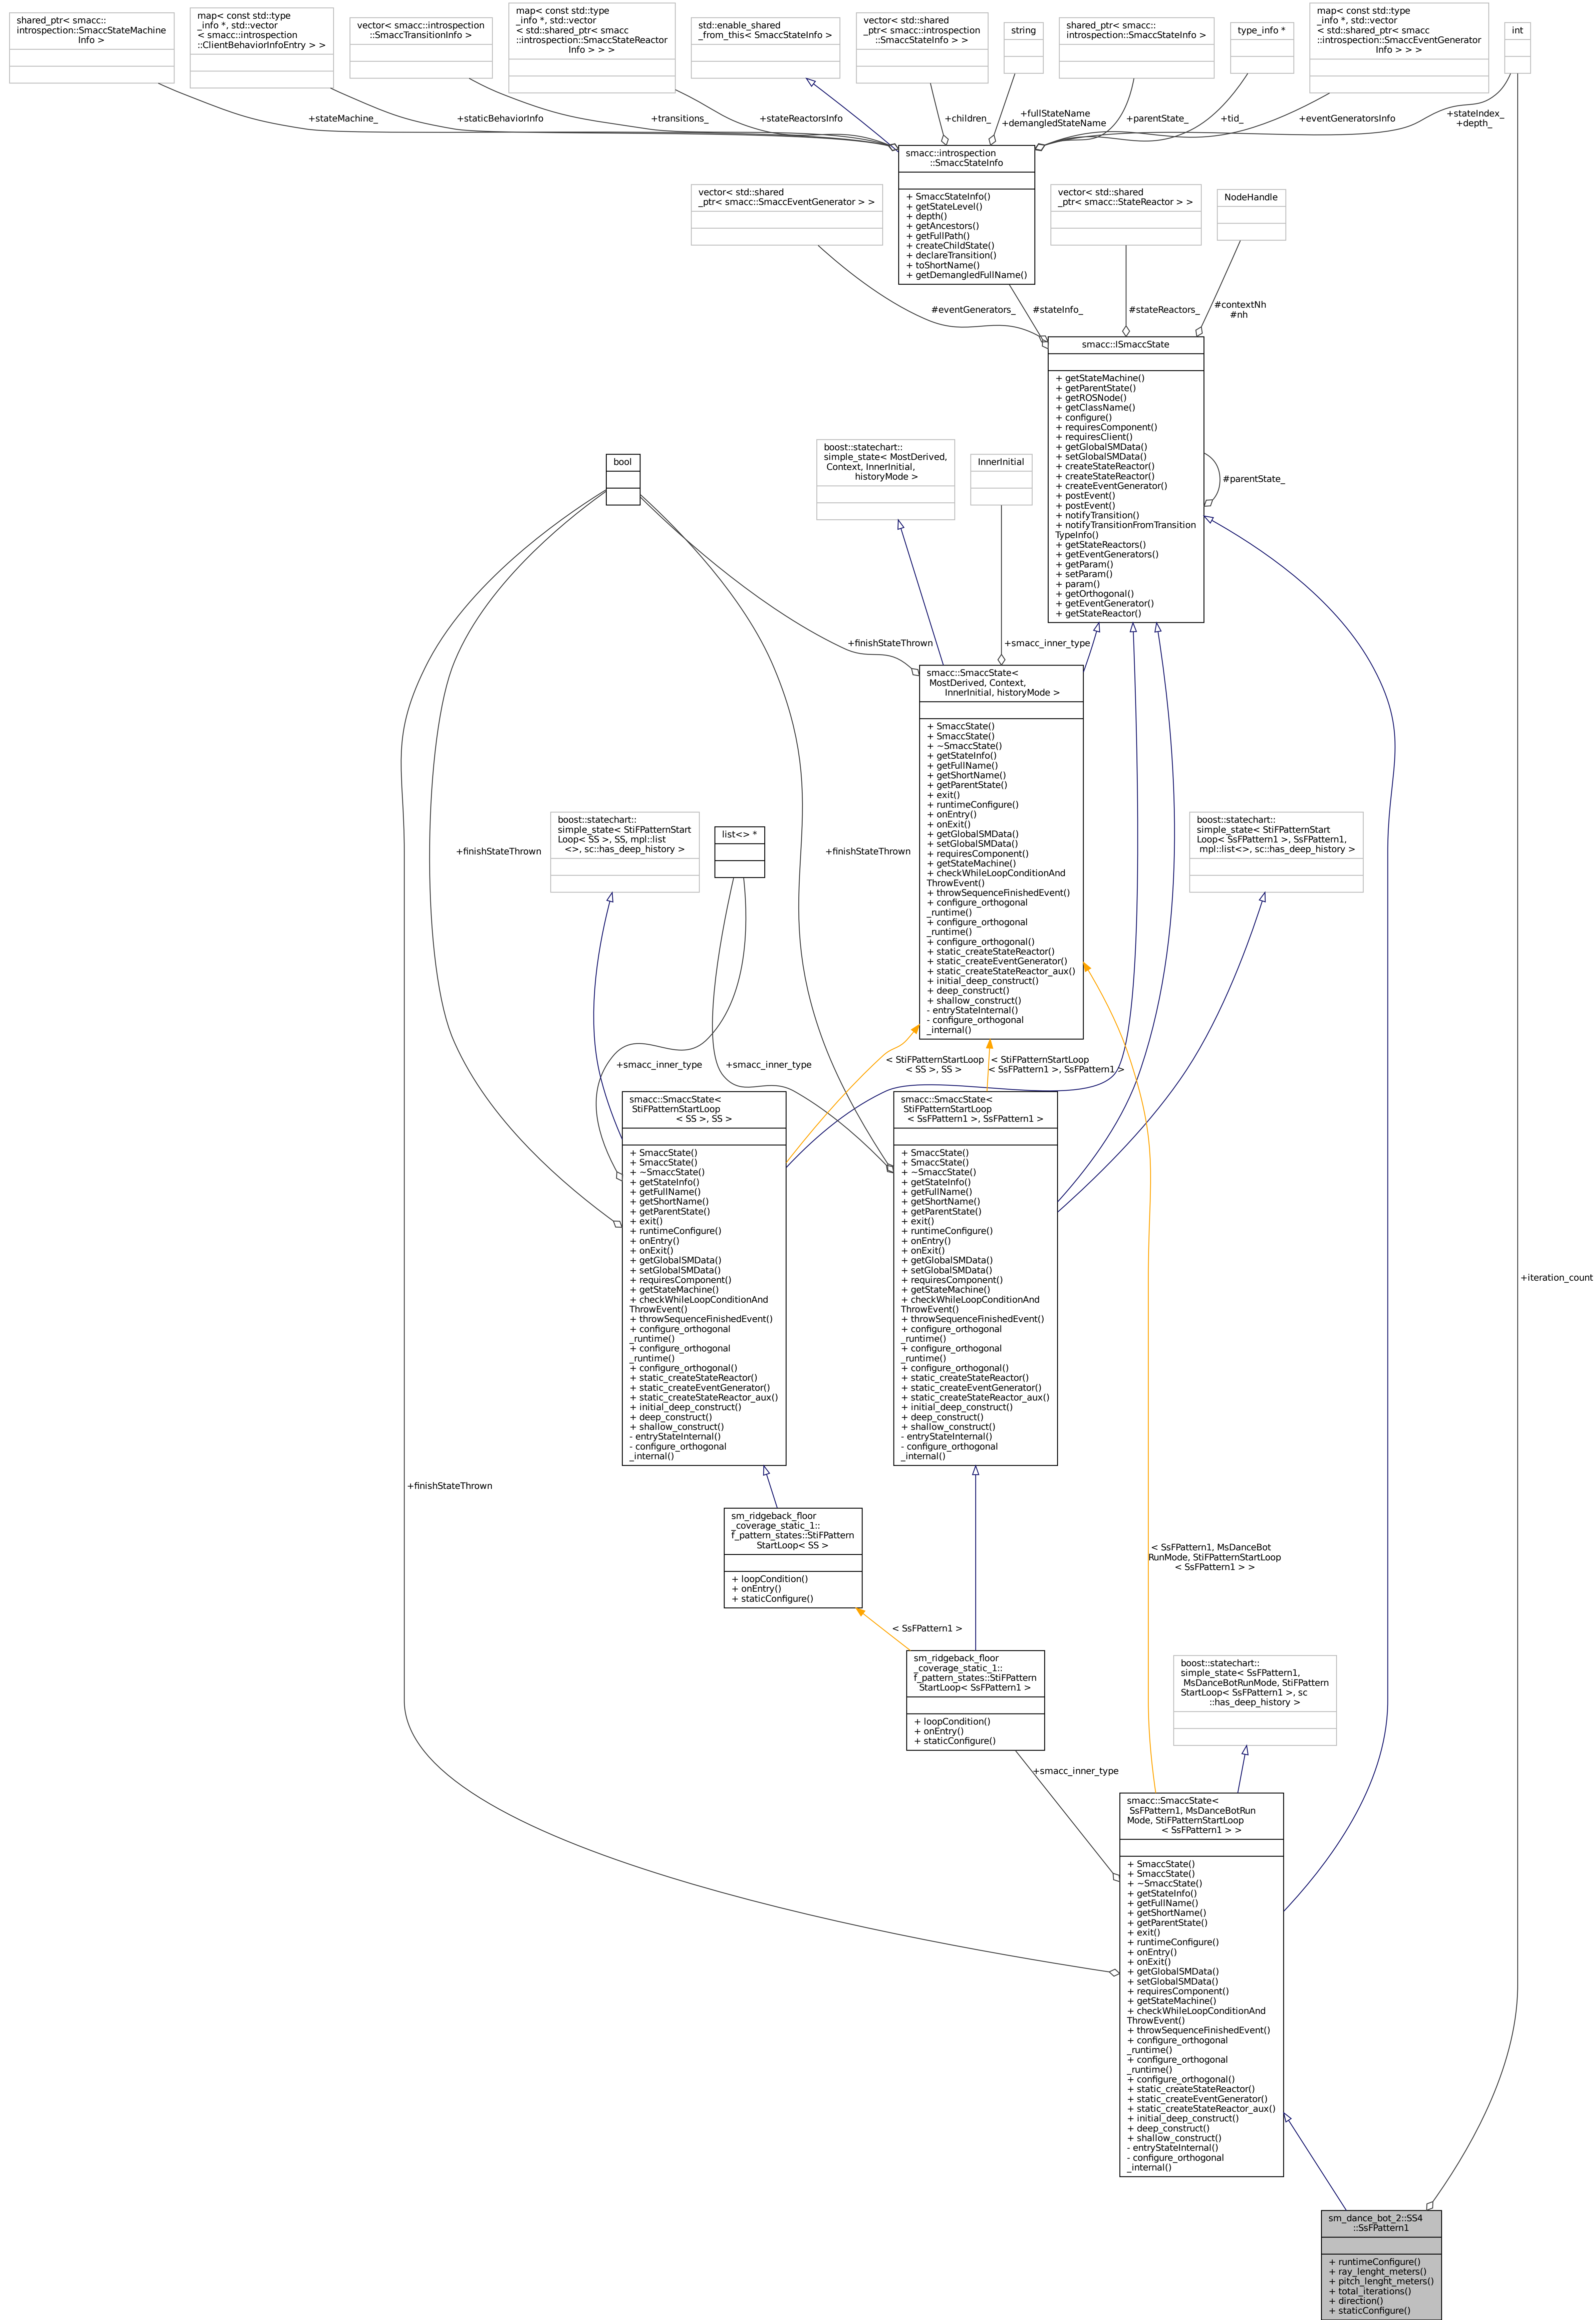 shared_ptr< smacc::
introspection::SmaccStateMachine
Info >
map< const std::type
_info *, std::vector
< smacc::introspection
::ClientBehaviorInfoEntry > >
vector< smacc::introspection
::SmaccTransitionInfo >
map< const std::type
_info *, std::vector
< std::shared_ptr< smacc
::introspection::SmaccStateReactor
Info > > >
std::enable_shared
_from_this< SmaccStateInfo >
vector< std::shared
_ptr< smacc::introspection
::SmaccStateInfo > >
string
shared_ptr< smacc::
introspection::SmaccStateInfo >
type_info *
map< const std::type
_info *, std::vector
< std::shared_ptr< smacc
::introspection::SmaccEventGenerator
Info > > >
int
+stateMachine_
+staticBehaviorInfo
+transitions_
+stateReactorsInfo
+children_
+fullStateName
+demangledStateName
+parentState_
+tid_
+eventGeneratorsInfo
+stateIndex_
+depth_
smacc::introspection
::SmaccStateInfo
+ SmaccStateInfo()
+ getStateLevel()
+ depth()
+ getAncestors()
+ getFullPath()
+ createChildState()
+ declareTransition()
+ toShortName()
+ getDemangledFullName()
vector< std::shared
_ptr< smacc::SmaccEventGenerator > >
vector< std::shared
_ptr< smacc::StateReactor > >
NodeHandle
#eventGenerators_
#stateInfo_
#stateReactors_
#contextNh
#nh
smacc::ISmaccState
+ getStateMachine()
+ getParentState()
+ getROSNode()
+ getClassName()
+ configure()
+ requiresComponent()
+ requiresClient()
+ getGlobalSMData()
+ setGlobalSMData()
+ createStateReactor()
+ createStateReactor()
+ createEventGenerator()
+ postEvent()
+ postEvent()
+ notifyTransition()
+ notifyTransitionFromTransition
TypeInfo()
+ getStateReactors()
+ getEventGenerators()
+ getParam()
+ setParam()
+ param()
+ getOrthogonal()
+ getEventGenerator()
+ getStateReactor()
#parentState_
bool
boost::statechart::
simple_state< MostDerived,
Context, InnerInitial,
historyMode >
InnerInitial
+finishStateThrown
+smacc_inner_type
smacc::SmaccState<
MostDerived, Context,
InnerInitial, historyMode >
+ SmaccState()
+ SmaccState()
+ ~SmaccState()
+ getStateInfo()
+ getFullName()
+ getShortName()
+ getParentState()
+ exit()
+ runtimeConfigure()
+ onEntry()
+ onExit()
+ getGlobalSMData()
+ setGlobalSMData()
+ requiresComponent()
+ getStateMachine()
+ checkWhileLoopConditionAnd
ThrowEvent()
+ throwSequenceFinishedEvent()
+ configure_orthogonal
_runtime()
+ configure_orthogonal
_runtime()
+ configure_orthogonal()
+ static_createStateReactor()
+ static_createEventGenerator()
+ static_createStateReactor_aux()
+ initial_deep_construct()
+ deep_construct()
+ shallow_construct()
- entryStateInternal()
- configure_orthogonal
_internal()
boost::statechart::
simple_state< StiFPatternStart
Loop< SS >, SS, mpl::list
<>, sc::has_deep_history >
list<> *
boost::statechart::
simple_state< StiFPatternStart
Loop< SsFPattern1 >, SsFPattern1,
mpl::list<>, sc::has_deep_history >
+finishStateThrown
+finishStateThrown
+smacc_inner_type
+smacc_inner_type
< StiFPatternStartLoop
< SS >, SS >
< StiFPatternStartLoop
< SsFPattern1 >, SsFPattern1 >
smacc::SmaccState<
StiFPatternStartLoop
< SS >, SS >
+ SmaccState()
+ SmaccState()
+ ~SmaccState()
+ getStateInfo()
+ getFullName()
+ getShortName()
+ getParentState()
+ exit()
+ runtimeConfigure()
+ onEntry()
+ onExit()
+ getGlobalSMData()
+ setGlobalSMData()
+ requiresComponent()
+ getStateMachine()
+ checkWhileLoopConditionAnd
ThrowEvent()
+ throwSequenceFinishedEvent()
+ configure_orthogonal
_runtime()
+ configure_orthogonal
_runtime()
+ configure_orthogonal()
+ static_createStateReactor()
+ static_createEventGenerator()
+ static_createStateReactor_aux()
+ initial_deep_construct()
+ deep_construct()
+ shallow_construct()
- entryStateInternal()
- configure_orthogonal
_internal()
smacc::SmaccState<
StiFPatternStartLoop
< SsFPattern1 >, SsFPattern1 >
+ SmaccState()
+ SmaccState()
+ ~SmaccState()
+ getStateInfo()
+ getFullName()
+ getShortName()
+ getParentState()
+ exit()
+ runtimeConfigure()
+ onEntry()
+ onExit()
+ getGlobalSMData()
+ setGlobalSMData()
+ requiresComponent()
+ getStateMachine()
+ checkWhileLoopConditionAnd
ThrowEvent()
+ throwSequenceFinishedEvent()
+ configure_orthogonal
_runtime()
+ configure_orthogonal
_runtime()
+ configure_orthogonal()
+ static_createStateReactor()
+ static_createEventGenerator()
+ static_createStateReactor_aux()
+ initial_deep_construct()
+ deep_construct()
+ shallow_construct()
- entryStateInternal()
- configure_orthogonal
_internal()
+iteration_count
+finishStateThrown
sm_ridgeback_floor
_coverage_static_1::
f_pattern_states::StiFPattern
StartLoop< SS >
+ loopCondition()
+ onEntry()
+ staticConfigure()
< SsFPattern1, MsDanceBot
RunMode, StiFPatternStartLoop
< SsFPattern1 > >
< SsFPattern1 >
sm_ridgeback_floor
_coverage_static_1::
f_pattern_states::StiFPattern
StartLoop< SsFPattern1 >
+ loopCondition()
+ onEntry()
+ staticConfigure()
boost::statechart::
simple_state< SsFPattern1,
MsDanceBotRunMode, StiFPattern
StartLoop< SsFPattern1 >, sc
::has_deep_history >
+smacc_inner_type
smacc::SmaccState<
SsFPattern1, MsDanceBotRun
Mode, StiFPatternStartLoop
< SsFPattern1 > >
+ SmaccState()
+ SmaccState()
+ ~SmaccState()
+ getStateInfo()
+ getFullName()
+ getShortName()
+ getParentState()
+ exit()
+ runtimeConfigure()
+ onEntry()
+ onExit()
+ getGlobalSMData()
+ setGlobalSMData()
+ requiresComponent()
+ getStateMachine()
+ checkWhileLoopConditionAnd
ThrowEvent()
+ throwSequenceFinishedEvent()
+ configure_orthogonal
_runtime()
+ configure_orthogonal
_runtime()
+ configure_orthogonal()
+ static_createStateReactor()
+ static_createEventGenerator()
+ static_createStateReactor_aux()
+ initial_deep_construct()
+ deep_construct()
+ shallow_construct()
- entryStateInternal()
- configure_orthogonal
_internal()
sm_dance_bot_2::SS4
::SsFPattern1
+ runtimeConfigure()
+ ray_lenght_meters()
+ pitch_lenght_meters()
+ total_iterations()
+ direction()
+ staticConfigure()